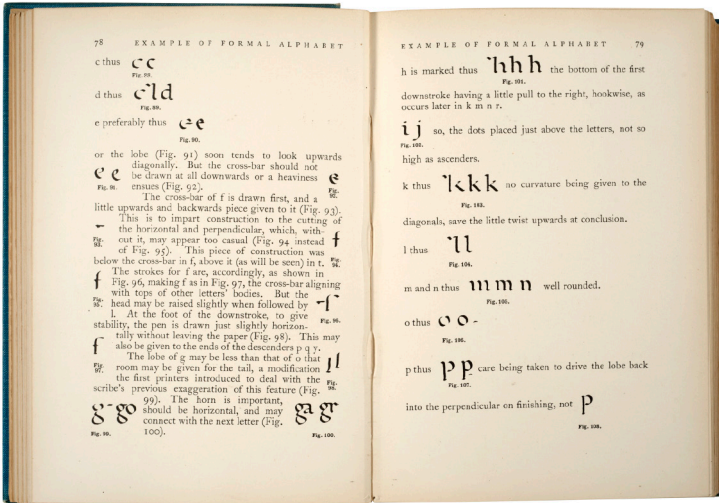 78 EXAMPLE OF FORMAL ALPHABET
c thus c c
Fig. 88.
d thus c l d
Fig. 89.
e preferably thus c e
Fig. 90.
or the lobe (Fig. 91) soon tends to look upwards
diagonally. But the cross-bar should not
be drawn at all downwards or a heaviness
ensues (Fig. 92).
e e
Fig. 91.
e
Fig. 92.
The cross-bar of f is drawn first, and a
little upwards and backwards piece given to it (Fig. 93).
This is to impart construction to the cutting of
the horizontal and perpendicular, which, with-
out it, may appear too casual (Fig. 94 instead
of Fig. 95). This piece of construction was
below the cross-bar in f, above it (as will be seen) in t.
Fig. 93.
f
Fig. 94.
The strokes for f are, accordingly, as shown in
Fig. 96, making f as in Fig. 97, the cross-bar aligning
with tops of other letters' bodies. But the
head may be raised slightly when followed by
l. At the foot of the downstroke, to give
stability, the pen is drawn just slightly horizon-
tally without leaving the paper (Fig. 98). This may
also be given to the ends of the descenders p q y.
f
Fig. 95.
Fig. 96.
f
Fig. 97.
The lobe of g may be less than that of o that
room may be given for the tail, a modification
the first printers introduced to deal with the
scribe's previous exaggeration of this feature (Fig.
99). The horn is important,
should be horizontal, and may
connect with the next letter (Fig.
100).
Fig. 98.
g go
Fig. 99.
ga gr
Fig. 100.
EXAMPLE OF FORMAL ALPHABET 79
h is marked thus l h h the bottom of the first
Fig. 101.
downstroke having a little pull to the right, hookwise, as
occurs later in k m n r.
i j so, the dots placed just above the letters, not so
Fig. 102.
high as ascenders.
k thus k k k no curvature being given to the
Fig. 103.
diagonals, save the little twist upwards at conclusion.
l thus l l
Fig. 104.
m and n thus m m n well rounded.
Fig. 105.
o thus o o
Fig. 106.
p thus p p care being taken to drive the lobe back
Fig. 107.
into the perpendicular on finishing, not p
Fig. 108.